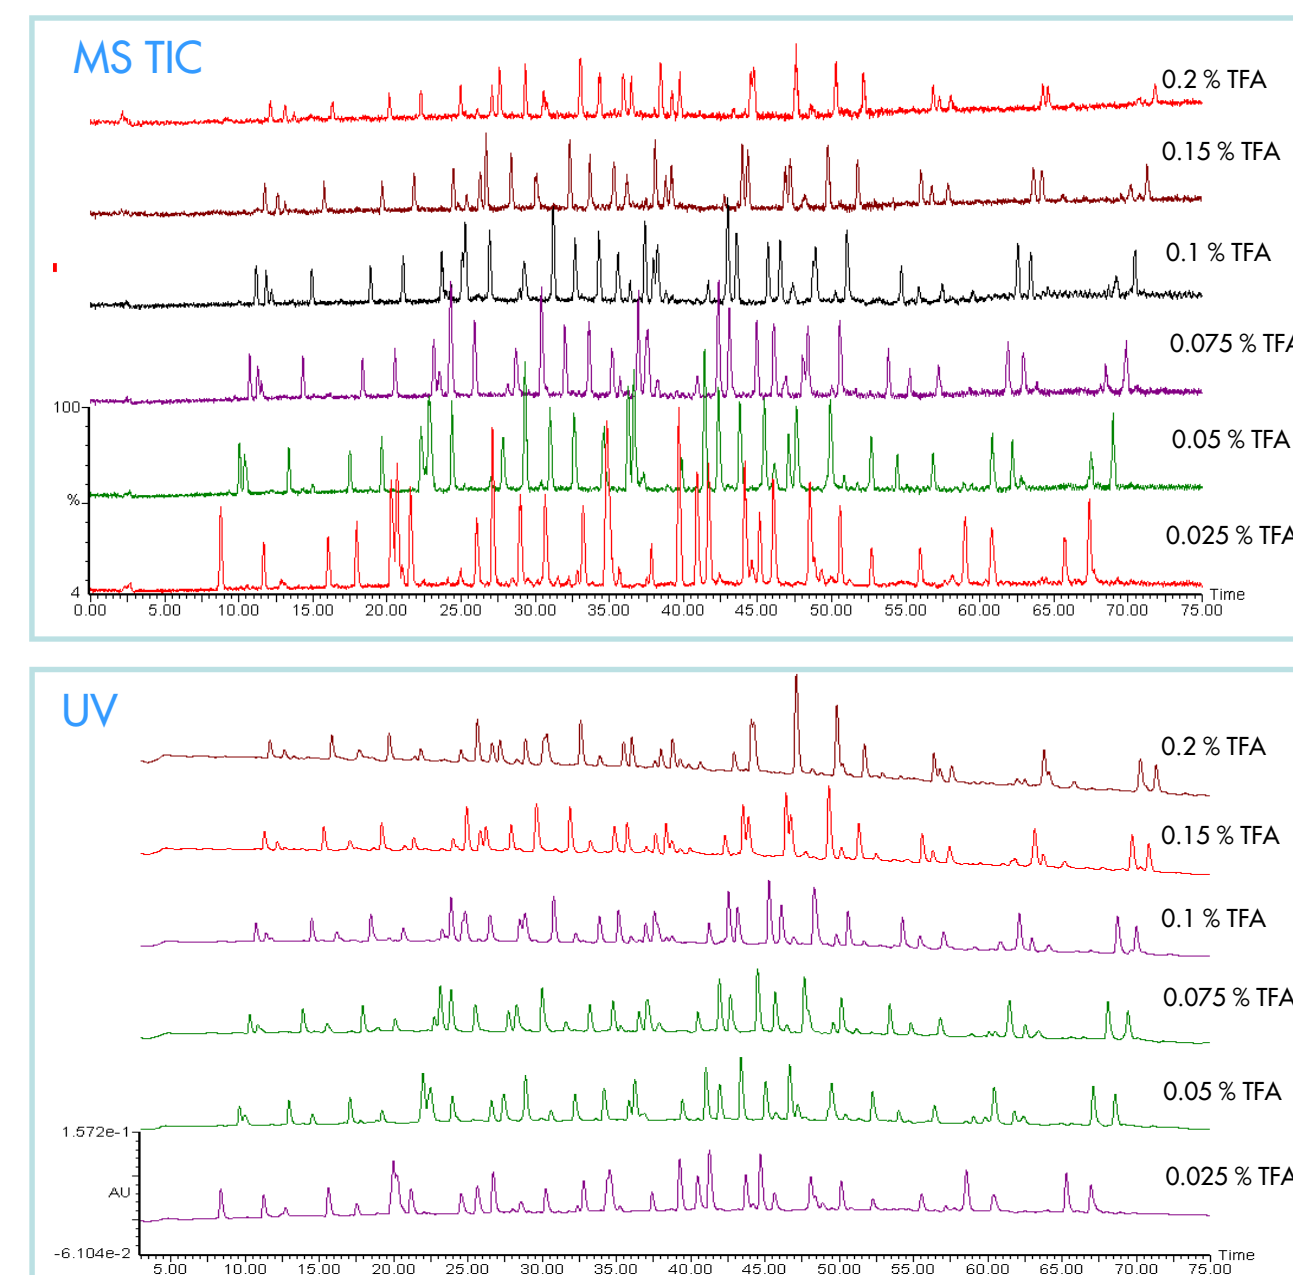 MS TIC
0.2 % TFA
0.15 % TFA
0.1 % TFA
0.075 % TFA
100
0.05 % TFA
%
0.025 % TFA
4
0.00 10.00 15.00 20.00 25.00 30.00 35.00 40.00 45.00 50.00 55.00 60.00 65.00 70.00 75.00 Time
UV
0.2 % TFA
0.15 % TFA
0.1 % TFA
0.075 % TFA
0.05 % TFA
1.572e-1
0.025 % TFA
AU
-6.104e-2
5.00 10.00 15.00 20.00 25.00 30.00 35.00 40.00 45.00 50.00 55.00 60.00 65.00 70.00 75.00 Time